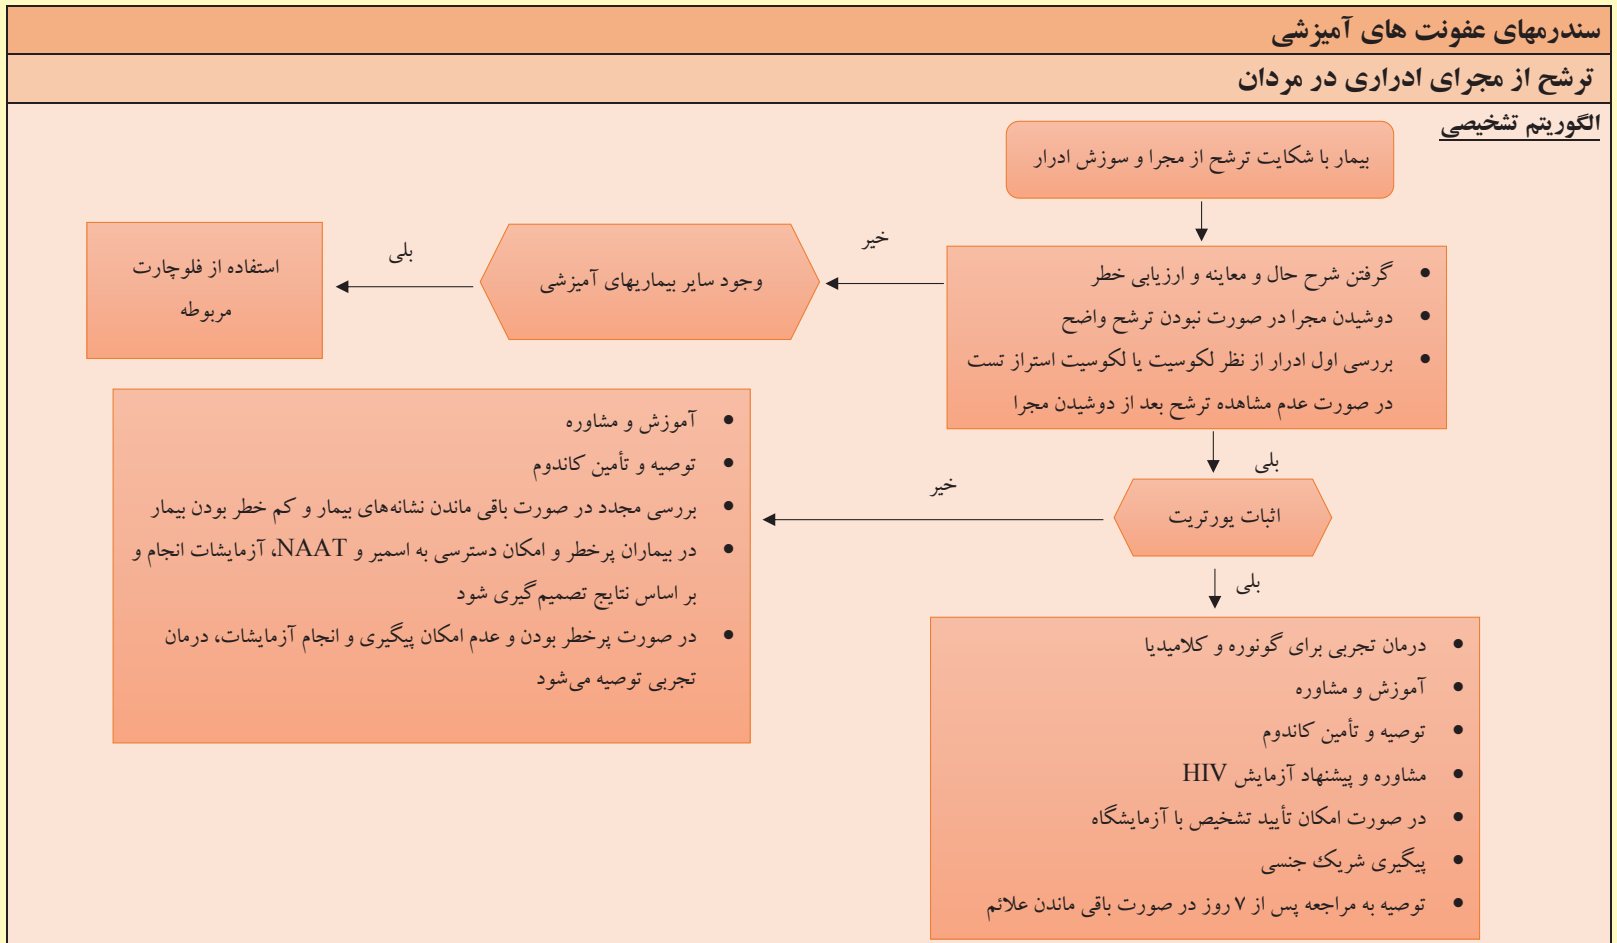 سندرمهای عفونت های آمیزشی
ترشح از مجرای ادراری در مردان
الگوریتم تشخیصی
بیمار با شکایت ترشح از مجرا و سوزش ادرار
• گرفتن شرح حال و معاینه و ارزیابی خطر
• دوشیدن مجرا در صورت نبودن ترشح واضح
• بررسی اول ادرار از نظر لکوسیت یا لکوسیت استراز تست
در صورت عدم مشاهده ترشح بعد از دوشیدن مجرا
خیر
وجود سایر بیماریهای آمیزشی
بلی
استفاده از فلوچارت
مربوطه
بلی
اثبات یورتریت
خیر
• آموزش و مشاوره
• توصیه و تأمین کاندوم
• بررسی مجدد در صورت باقی ماندن نشانه‌های بیمار و کم خطر بودن بیمار
• در بیماران پرخطر و امکان دسترسی به اسمیر و NAAT، آزمایشات انجام و
بر اساس نتایج تصمیم‌گیری شود
• در صورت پرخطر بودن و عدم امکان پیگیری و انجام آزمایشات، درمان
تجربی توصیه می‌شود
بلی
• درمان تجربی برای گونوره و کلامیدیا
• آموزش و مشاوره
• توصیه و تأمین کاندوم
• مشاوره و پیشنهاد آزمایش HIV
• در صورت امکان تأیید تشخیص با آزمایشگاه
• پیگیری شریک جنسی
• توصیه به مراجعه پس از ۷ روز در صورت باقی ماندن علائم